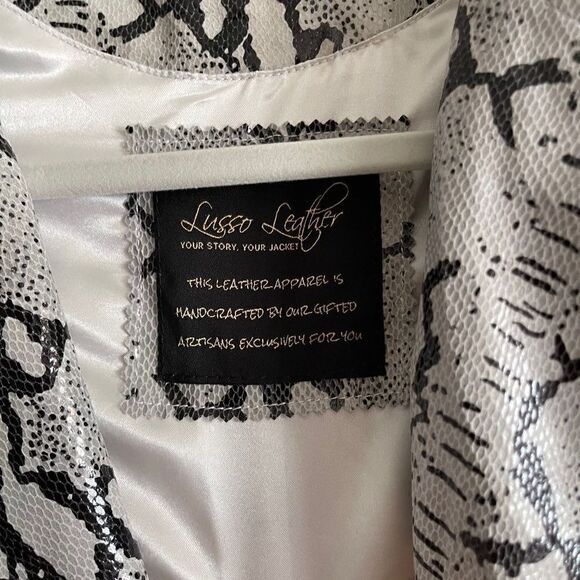 Lusso Leather
YOUR STORY, YOUR JACKET
THIS LEATHER APPAREL IS
HANDCRAFTED BY OUR GIFTED
ARTISANS EXCLUSIVELY FOR YOU